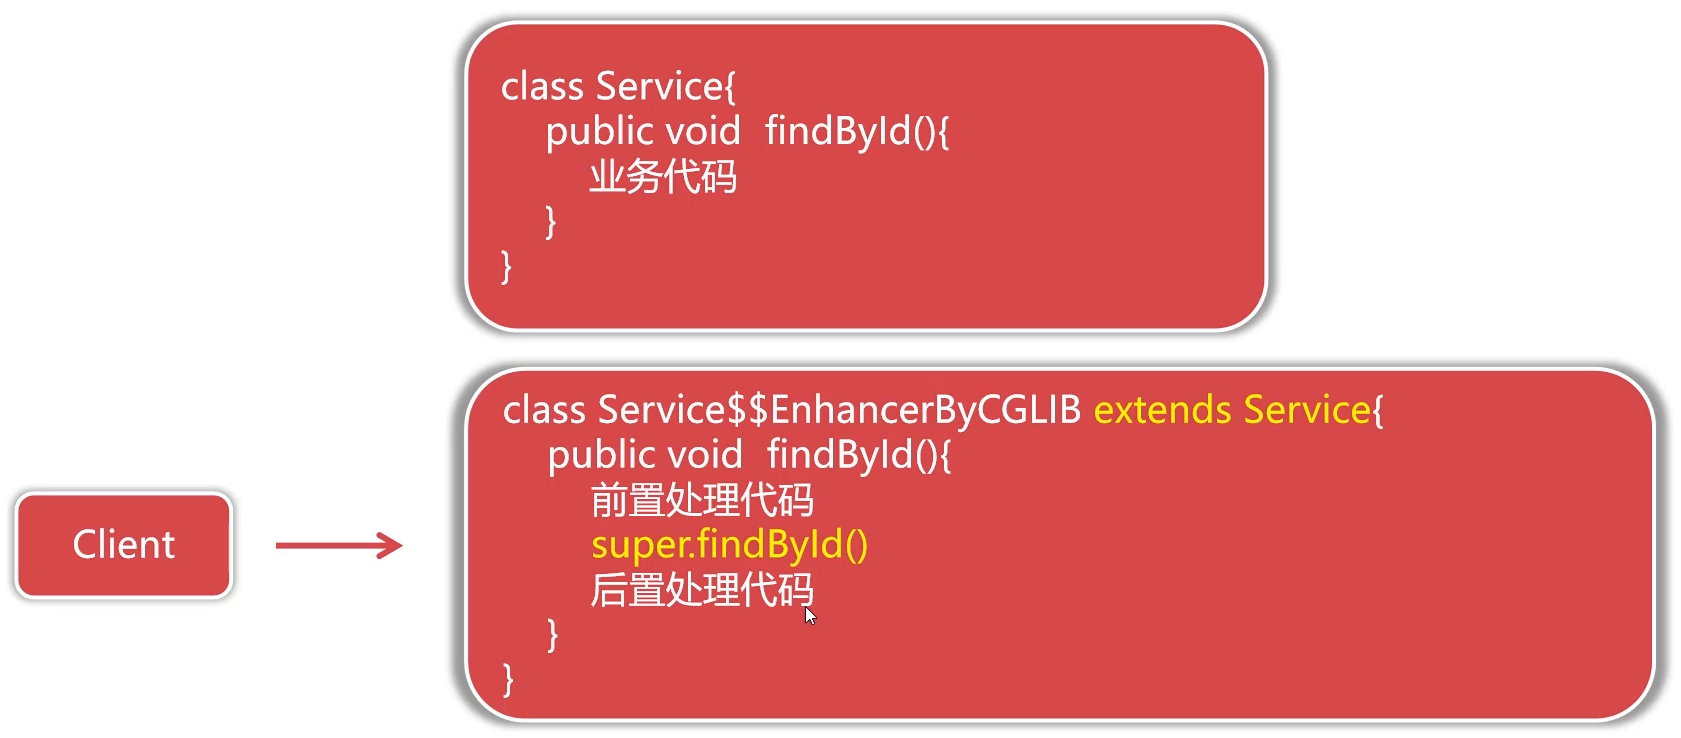 class Service{
public void  findById(){
业务代码
}
}
class Service$$EnhancerByCGLIB extends Service{
public void  findById(){
前置处理代码
super.findById()
后置处理代码
}
}
Client